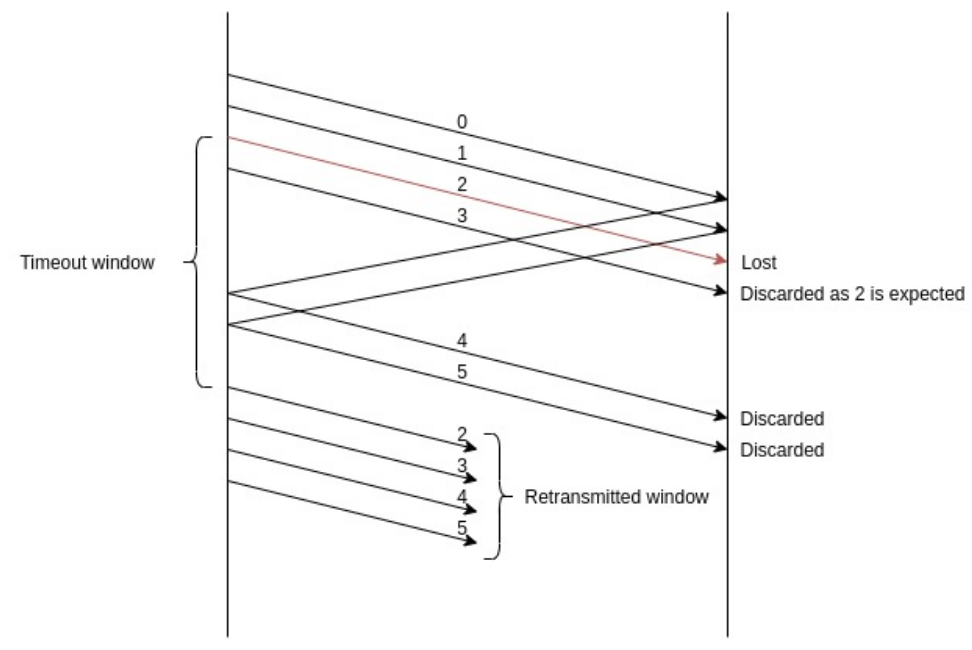 0
1
2
3
Timeout window
Lost
Discarded as 2 is expected
4
5
Discarded
Discarded
2
3
4
5
Retransmitted window